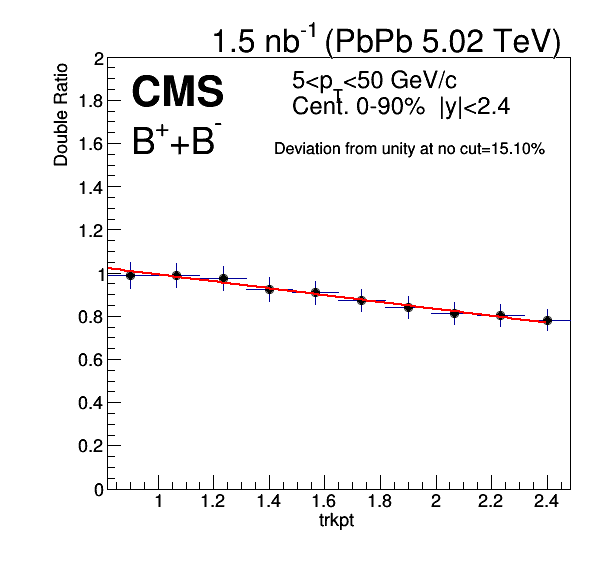 1.5 nb⁻¹ (PbPb 5.02 TeV)
CMS
5<p_T<50 GeV/c
Cent. 0-90% |y|<2.4
B⁺+B⁻
Deviation from unity at no cut=15.10%
Double Ratio
2
1.8
1.6
1.4
1.2
1
0.8
0.6
0.4
0.2
0
1
1.2
1.4
1.6
1.8
2
2.2
2.4
trkpt